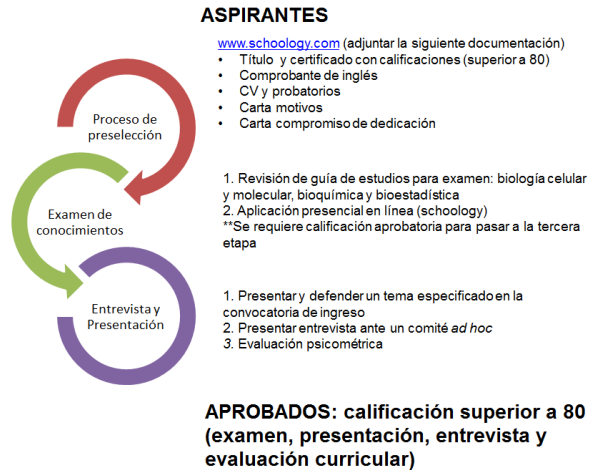 ASPIRANTES
www.schoology.com (adjuntar la siguiente documentación)
• Título y certificado con calificaciones (superior a 80)
• Comprobante de inglés
• CV y probatorios
• Carta motivos
• Carta compromiso de dedicación
Proceso de
preselección
1. Revisión de guía de estudios para examen: biología celular
y molecular, bioquímica y bioestadística
2. Aplicación presencial en línea (schoology)
**Se requiere calificación aprobatoria para pasar a la tercera
etapa
Examen de
conocimientos
1. Presentar y defender un tema especificado en la
convocatoria de ingreso
2. Presentar entrevista ante un comité ad hoc
3. Evaluación psicométrica
Entrevista y
Presentación
APROBADOS: calificación superior a 80
(examen, presentación, entrevista y
evaluación curricular)